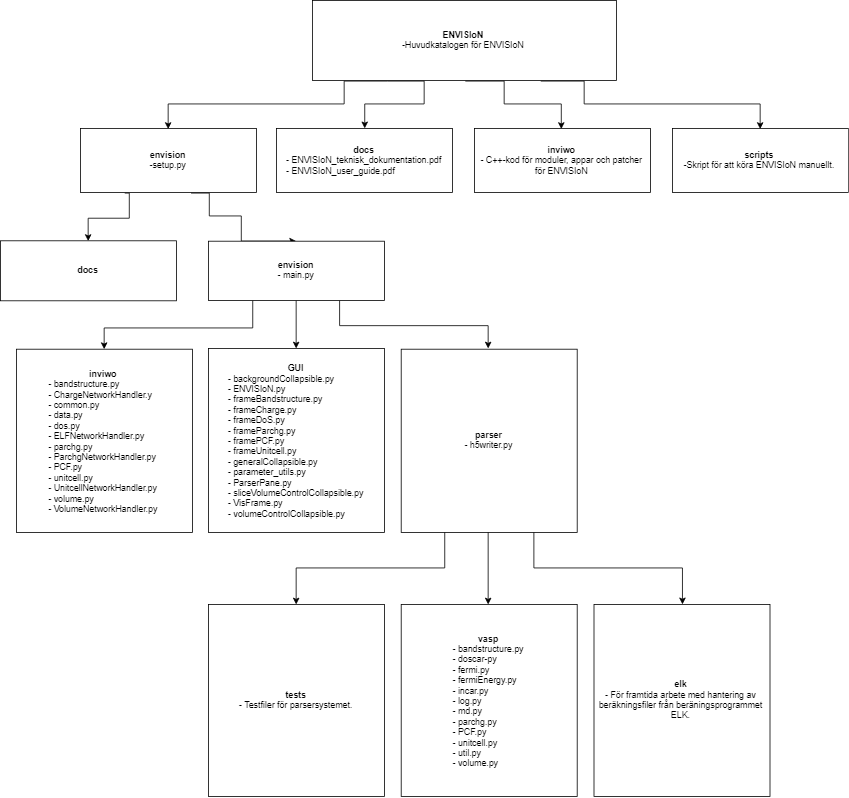 ENVISIoN
-Huvudkatalogen för ENVISIoN
envision
-setup.py
docs
- ENVISIoN_teknisk_dokumentation.pdf
- ENVISIoN_user_guide.pdf
inviwo
- C++-kod för moduler, appar och patcher
för ENVISIoN
scripts
-Skript för att köra ENVISIoN manuellt.
docs
envision
- main.py
inviwo
- bandstructure.py
- ChargeNetworkHandler.y
- common.py
- data.py
- dos.py
- ELFNetworkHandler.py
- parchg.py
- ParchgNetworkHandler.py
- PCF.py
- unitcell.py
- UnitcellNetworkHandler.py
- volume.py
- VolumeNetworkHandler.py
GUI
- backgroundCollapsible.py
- ENVISIoN.py
- frameBandstructure.py
- frameCharge.py
- frameDoS.py
- frameParchg.py
- framePCF.py
- frameUnitcell.py
- generalCollapsible.py
- parameter_utils.py
- ParserPane.py
- sliceVolumeControlCollapsible.py
- VisFrame.py
- volumeControlCollapsible.py
parser
- h5writer.py
tests
- Testfiler för parsersystemet.
vasp
- bandstructure.py
- doscar-py
- fermi.py
- fermiEnergy.py
- incar.py
- log.py
- md.py
- parchg.py
- PCF.py
- unitcell.py
- util.py
- volume.py
elk
- För framtida arbete med hantering av
beräkningsfiler från beräningsprogrammet
ELK.